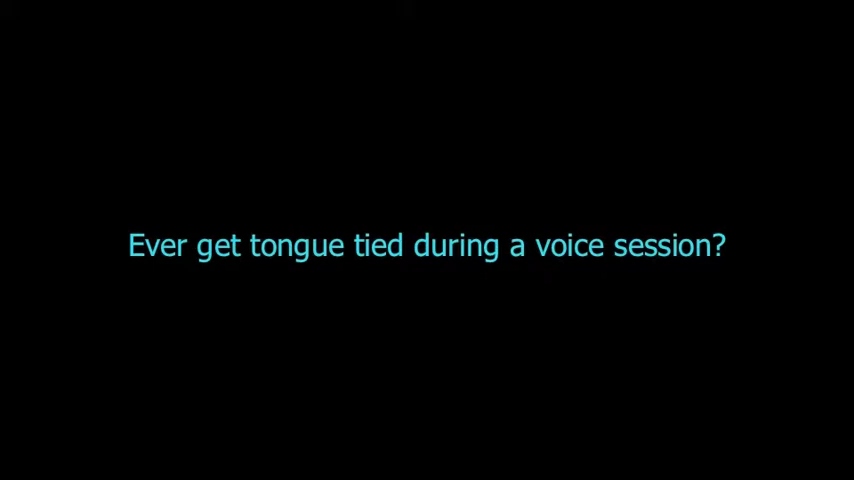 Ever get tongue tied during a voice session?